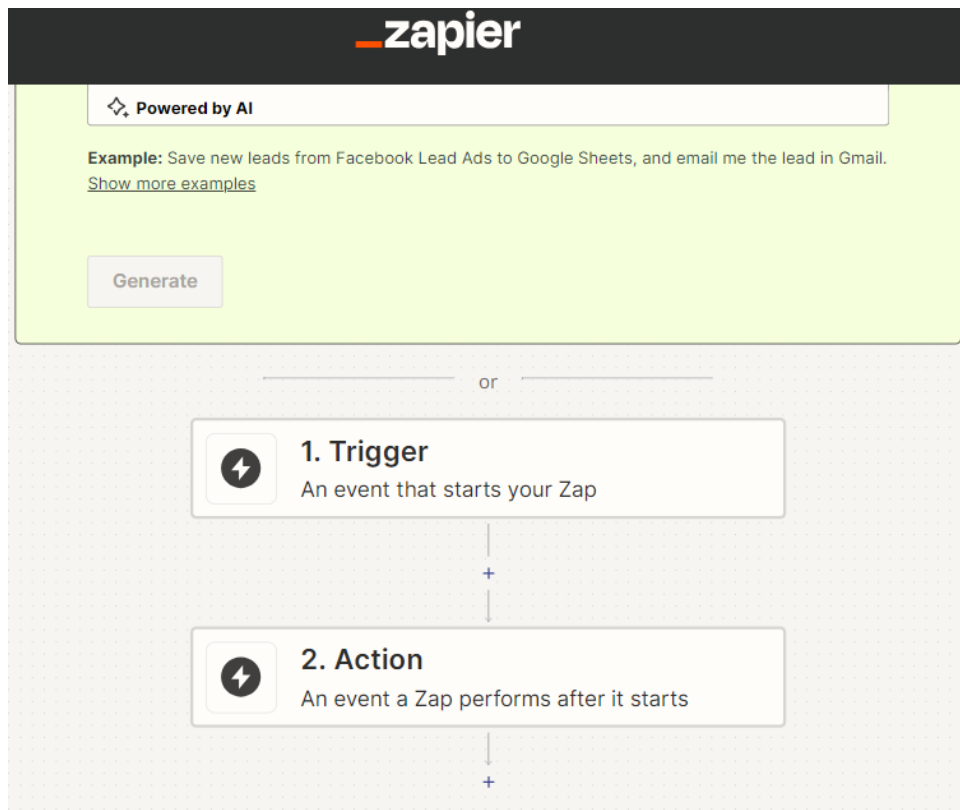 _zapier
Powered by AI
Example: Save new leads from Facebook Lead Ads to Google Sheets, and email me the lead in Gmail.
Show more examples
Generate
or
1. Trigger
An event that starts your Zap
+
2. Action
An event a Zap performs after it starts
+